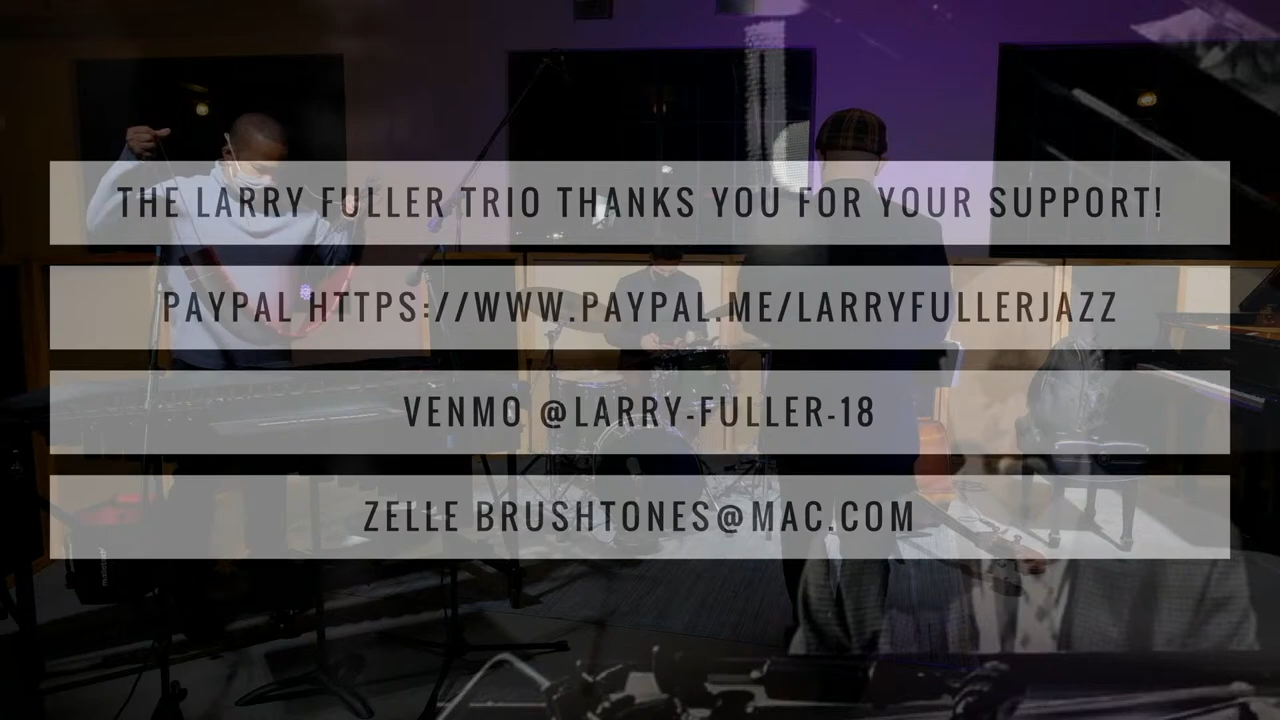 THE LARRY FULLER TRIO THANKS YOU FOR YOUR SUPPORT!
PAYPAL HTTPS://WWW.PAYPAL.ME/LARRYFULLERJAZZ
VENMO @LARRY-FULLER-18
ZELLE BRUSHTONES@MAC.COM